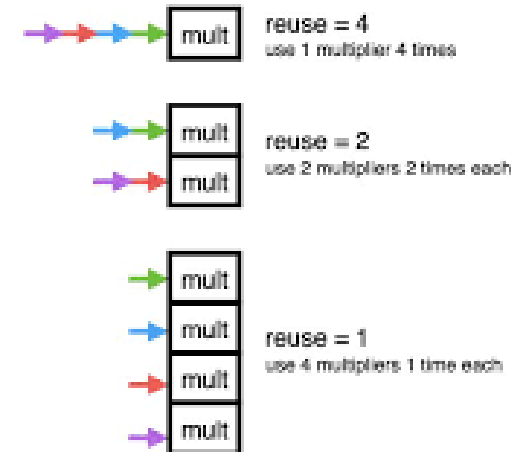 mult
reuse = 4
use 1 multiplier 4 times
mult
mult
reuse = 2
use 2 multipliers 2 times each
mult
mult
mult
mult
reuse = 1
use 4 multipliers 1 time each